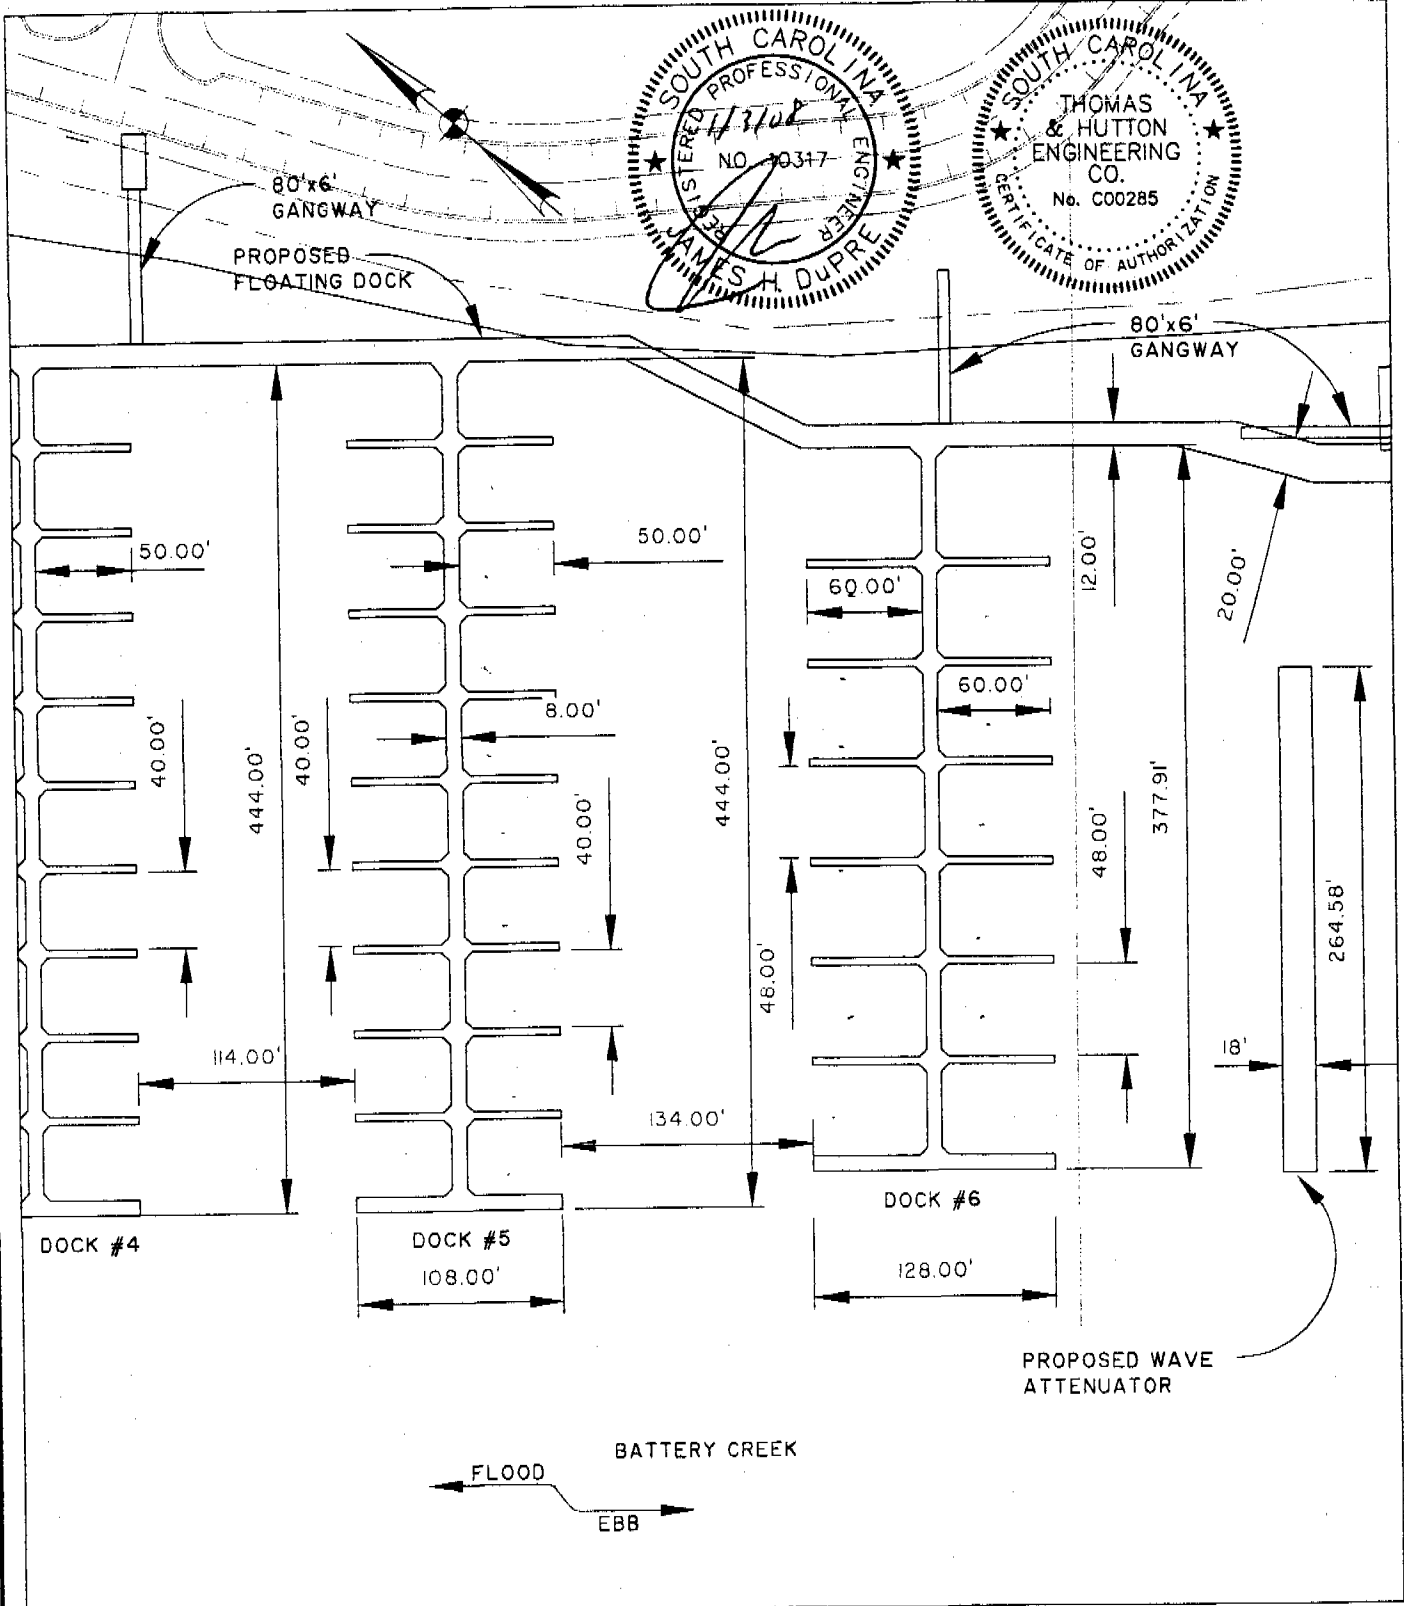 SOUTH CAROLINA
REGISTERED PROFESSIONAL ENGINEER
1/3/08
NO. 10317
JAMES H. DuPRE
SOUTH CAROLINA
THOMAS
& HUTTON
ENGINEERING
CO.
No. C00285
CERTIFICATE OF AUTHORIZATION
80'x6'
GANGWAY
PROPOSED
FLOATING DOCK
80'x6'
GANGWAY
50.00'
50.00'
60.00'
12.00'
20.00'
60.00'
8.00'
40.00'
444.00'
40.00'
40.00'
444.00'
48.00'
48.00'
377.91'
264.58'
18'
114.00'
134.00'
DOCK #4
DOCK #5
DOCK #6
108.00'
128.00'
PROPOSED WAVE
ATTENUATOR
BATTERY CREEK
FLOOD
EBB